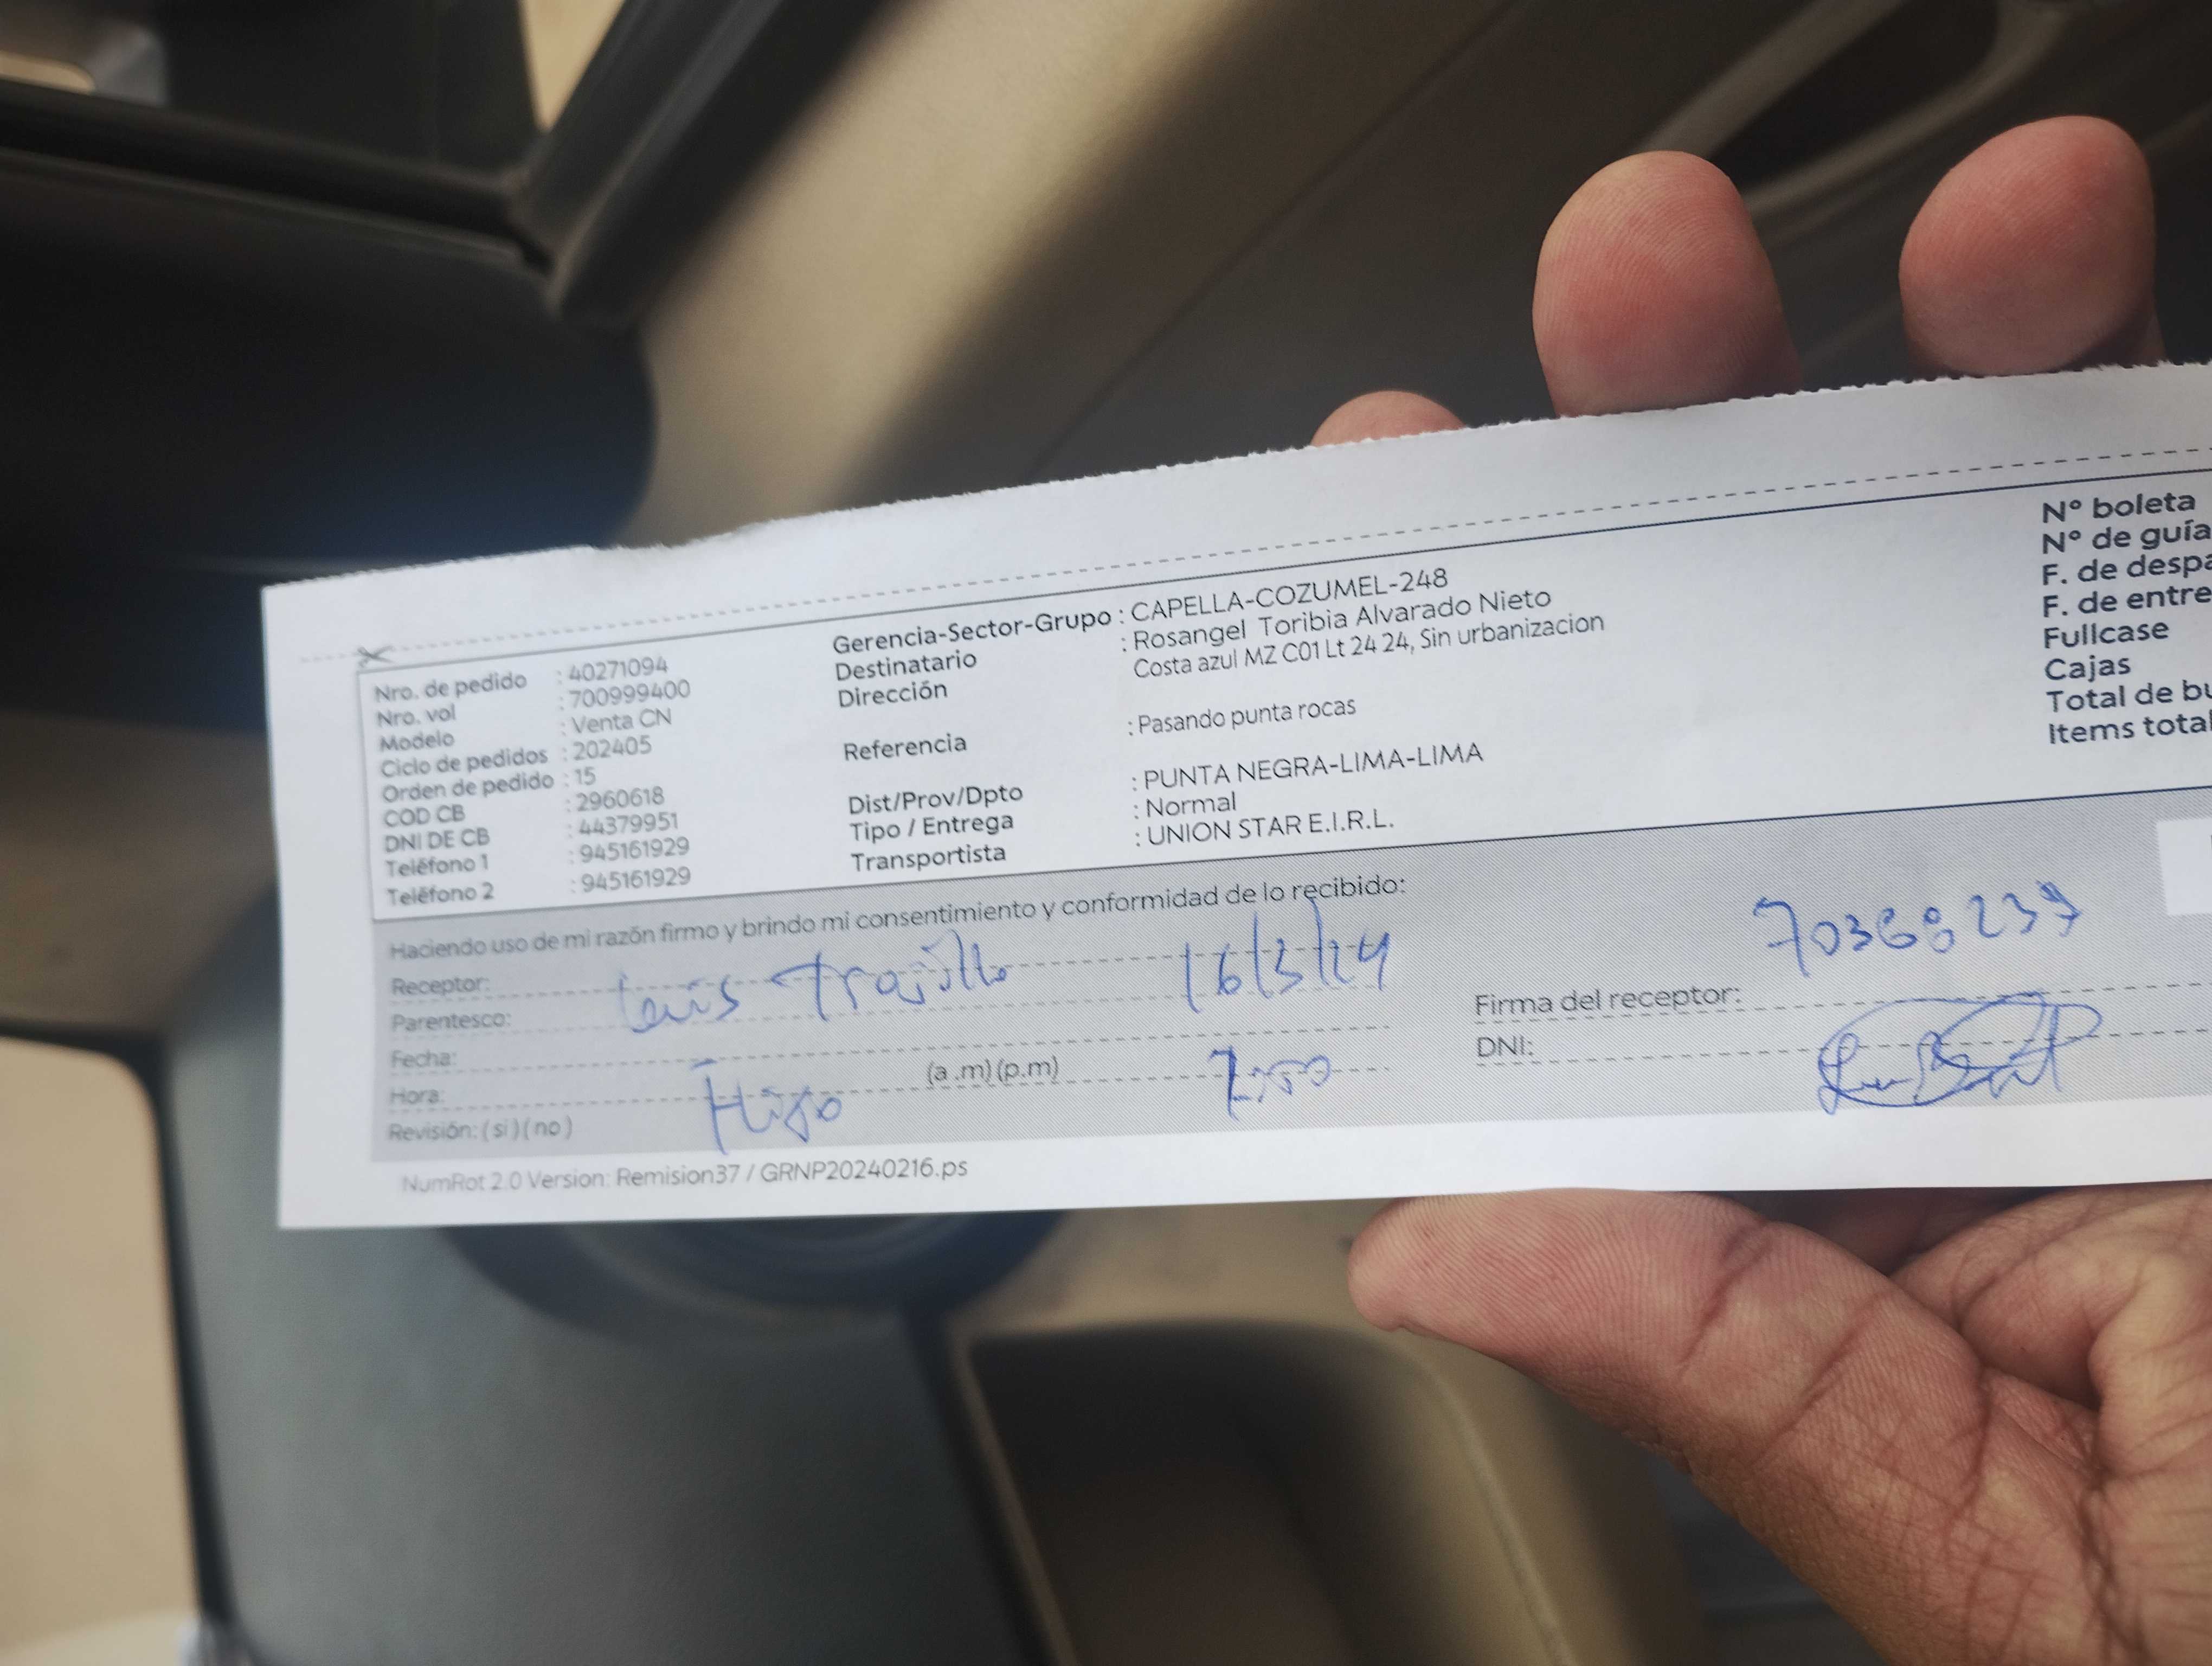 Nro. de pedido : 40271094
Nro. vol : 700999400
Modelo : Venta CN
Ciclo de pedidos : 202405
Orden de pedido : 15
COD CB : 2960618
DNI DE CB : 44379951
Teléfono 1 : 945161929
Teléfono 2 : 945161929
Gerencia-Sector-Grupo : CAPELLA-COZUMEL-248
Destinatario : Rosangel Toribia Alvarado Nieto
Dirección Costa azul MZ C01 Lt 24 24, Sin urbanizacion
Referencia : Pasando punta rocas
Dist/Prov/Dpto : PUNTA NEGRA-LIMA-LIMA
Tipo / Entrega : Normal
Transportista : UNION STAR E.I.R.L.
Nº boleta
Nº de guía
F. de despa
F. de entre
Fullcase
Cajas
Total de bu
Items total
Haciendo uso de mi razón firmo y brindo mi consentimiento y conformidad de lo recibido:
Receptor: Luis Trujillo 16/3/24
Parentesco:
Fecha:
Hora: Hijo (a .m) (p.m)
Revisión: ( si ) ( no )
Firma del receptor:
DNI:
NumRot 2.0 Version: Remision37 / GRNP20240216.ps